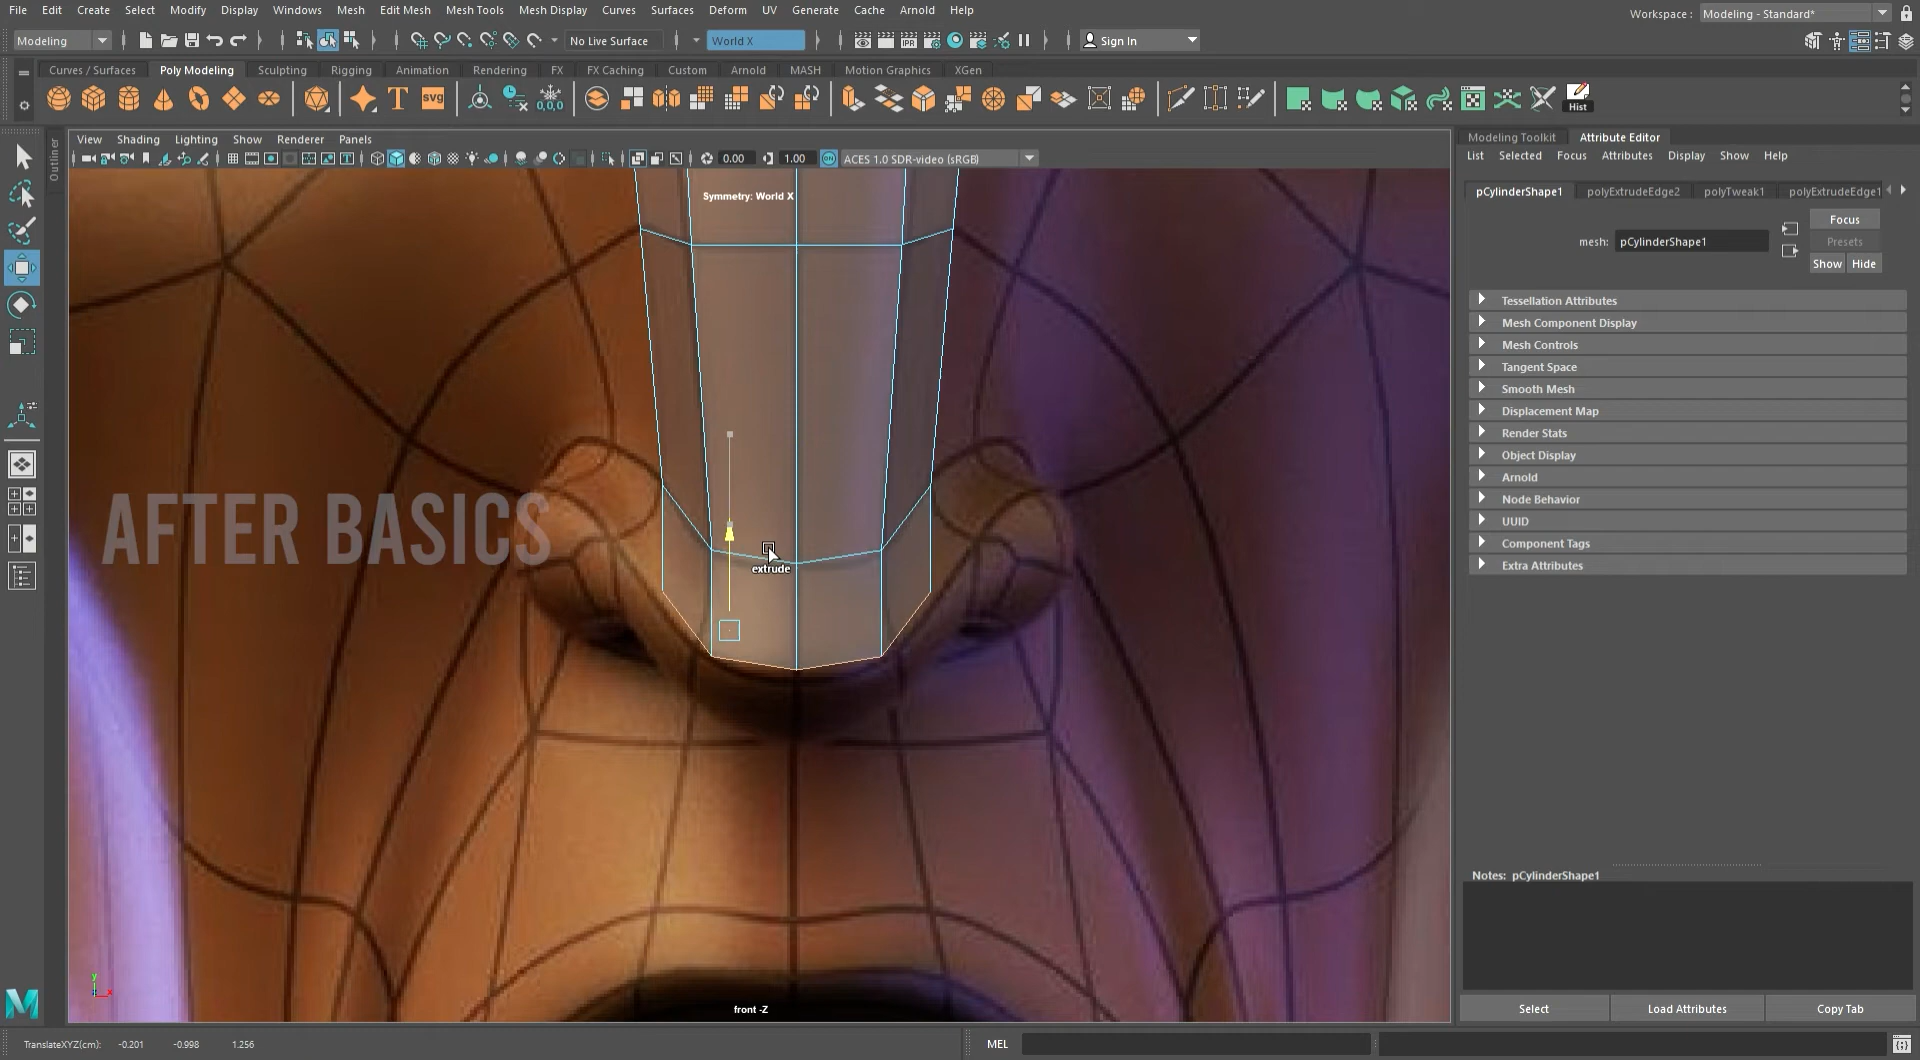 File Edit Create Select Modify Display Windows Mesh Edit Mesh Mesh Tools Mesh Display Curves Surfaces Deform UV Generate Cache Arnold Help
Workspace : Modeling - Standard*
Modeling No Live Surface World X Sign In
Curves / Surfaces Poly Modeling Sculpting Rigging Animation Rendering FX FX Caching Custom Arnold MASH Motion Graphics XGen
T svg 0,0,0 Hist
IPR
View Shading Lighting Show Renderer Panels
0.00 1.00 ON ACES 1.0 SDR-video (sRGB)
Outliner
Symmetry: World X
AFTER BASICS
extrude
y
x
front -Z
Modeling Toolkit Attribute Editor
List Selected Focus Attributes Display Show Help
pCylinderShape1 polyExtrudeEdge2 polyTweak1 polyExtrudeEdge1
Focus
mesh: pCylinderShape1 Presets
Show Hide
Tessellation Attributes
Mesh Component Display
Mesh Controls
Tangent Space
Smooth Mesh
Displacement Map
Render Stats
Object Display
Arnold
Node Behavior
UUID
Component Tags
Extra Attributes
Notes: pCylinderShape1
Select Load Attributes Copy Tab
TranslateXYZ(cm): -0.201 -0.998 1.256
MEL